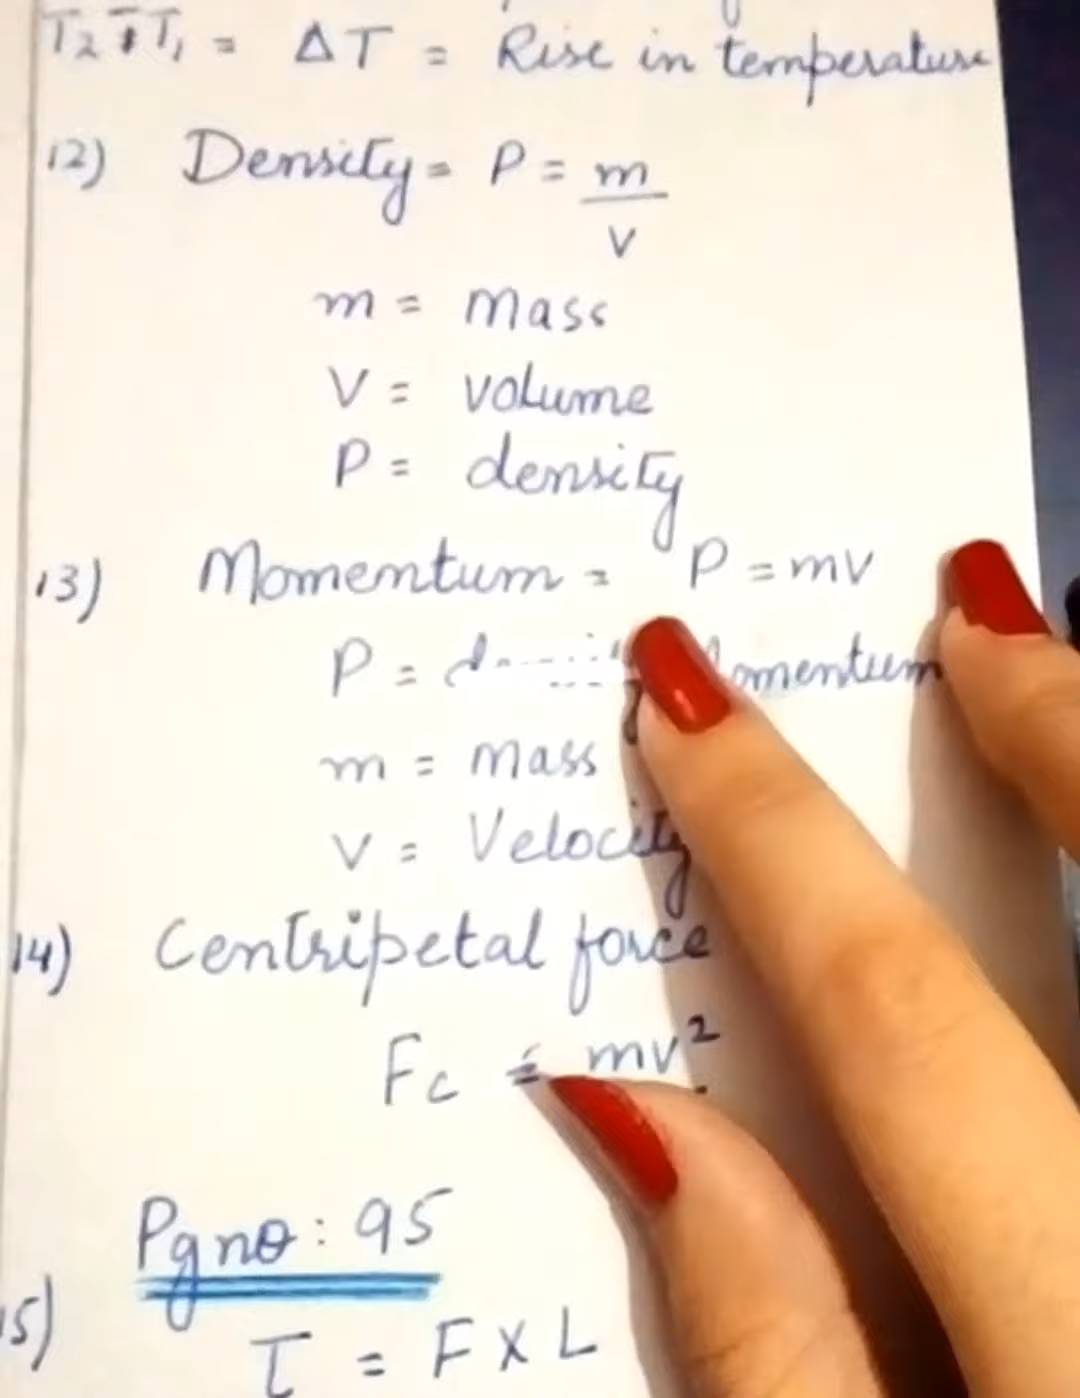 T₂ - T₁ = ΔT = Rise in temperature
12) Density = P = m
V
m = Mass
V = volume
P = density
13) Momentum = P = mv
P = Momentum
m = Mass
V = Velocity
14) Centripetal force
Fc = mv²
Pg no: 95
15)
τ = F X L